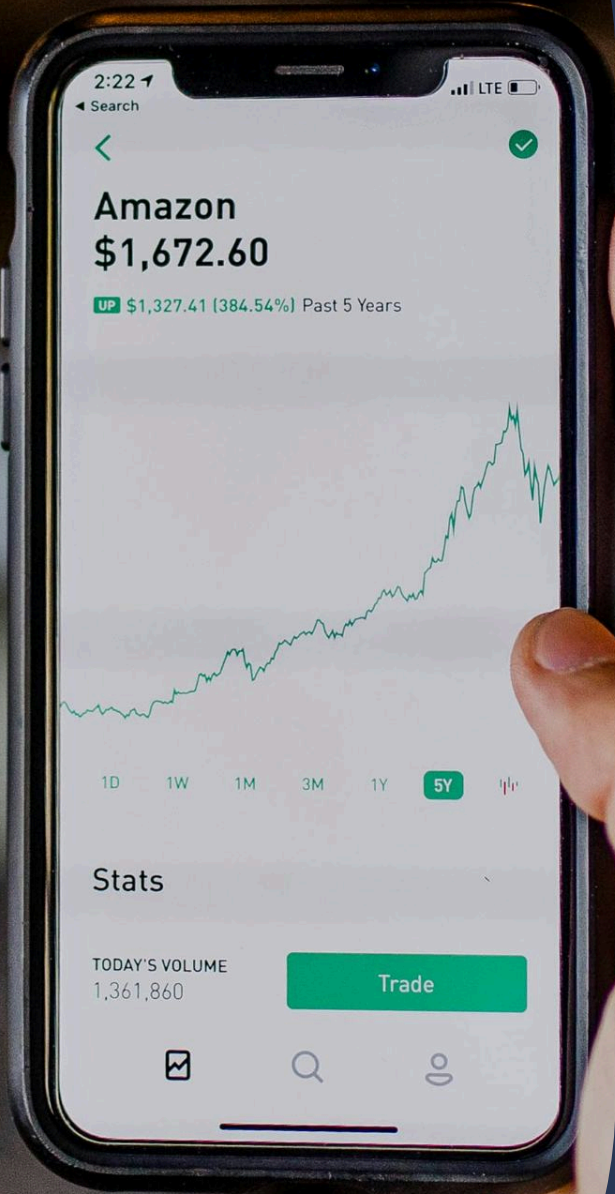 2:22 LTE
◀ Search
Amazon
$1,672.60
UP $1,327.41 (384.54%) Past 5 Years
1D 1W 1M 3M 1Y 5Y
Stats
TODAY'S VOLUME
1,361,860
Trade